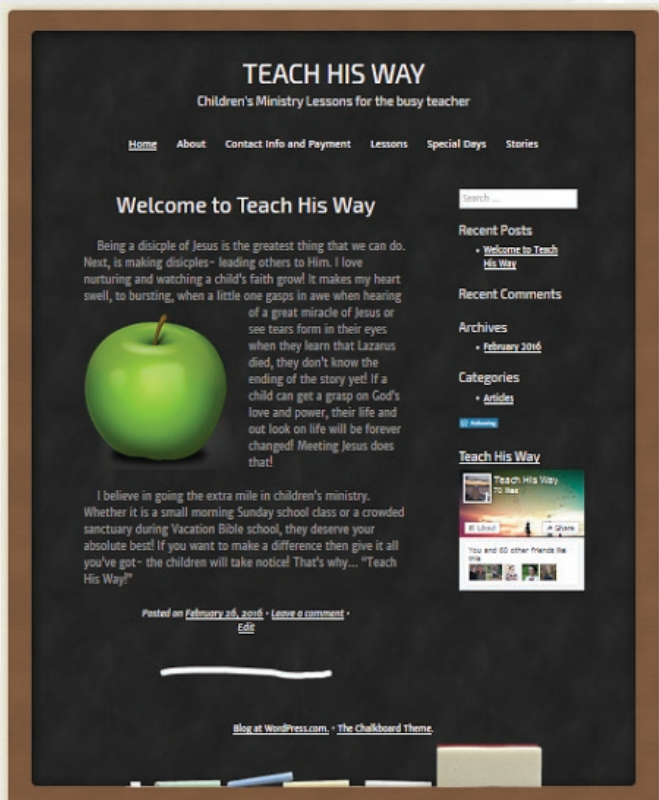 TEACH HIS WAY
Children's Ministry Lessons for the busy teacher
Home About Contact Info and Payment Lessons Special Days Stories
Welcome to Teach His Way
Being a disicple of Jesus is the greatest thing that we can do.
Next, is making disicples- leading others to Him. I love
nurturing and watching a child's faith grow! It makes my heart
swell, to bursting, when a little one gasps in awe when hearing
of a great miracle of Jesus or
see tears form in their eyes
when they learn that Lazarus
died, they don't know the
ending of the story yet! If a
child can get a grasp on God's
love and power, their life and
out look on life will be forever
changed! Meeting Jesus does
that!
I believe in going the extra mile in children's ministry.
Whether it is a small morning Sunday school class or a crowded
sanctuary during Vacation Bible school, they deserve your
absolute best! If you want to make a difference then give it all
you've got- the children will take notice! That's why... "Teach
His Way!"
Posted on February 26, 2016 • Leave a comment •
Edit
Search ...
Recent Posts
• Welcome to Teach
His Way
Recent Comments
Archives
• February 2016
Categories
• Articles
Following
Teach His Way
Teach His Way
70 likes
Liked
Share
You and 60 other friends like
this
Blog at WordPress.com. • The Chalkboard Theme.